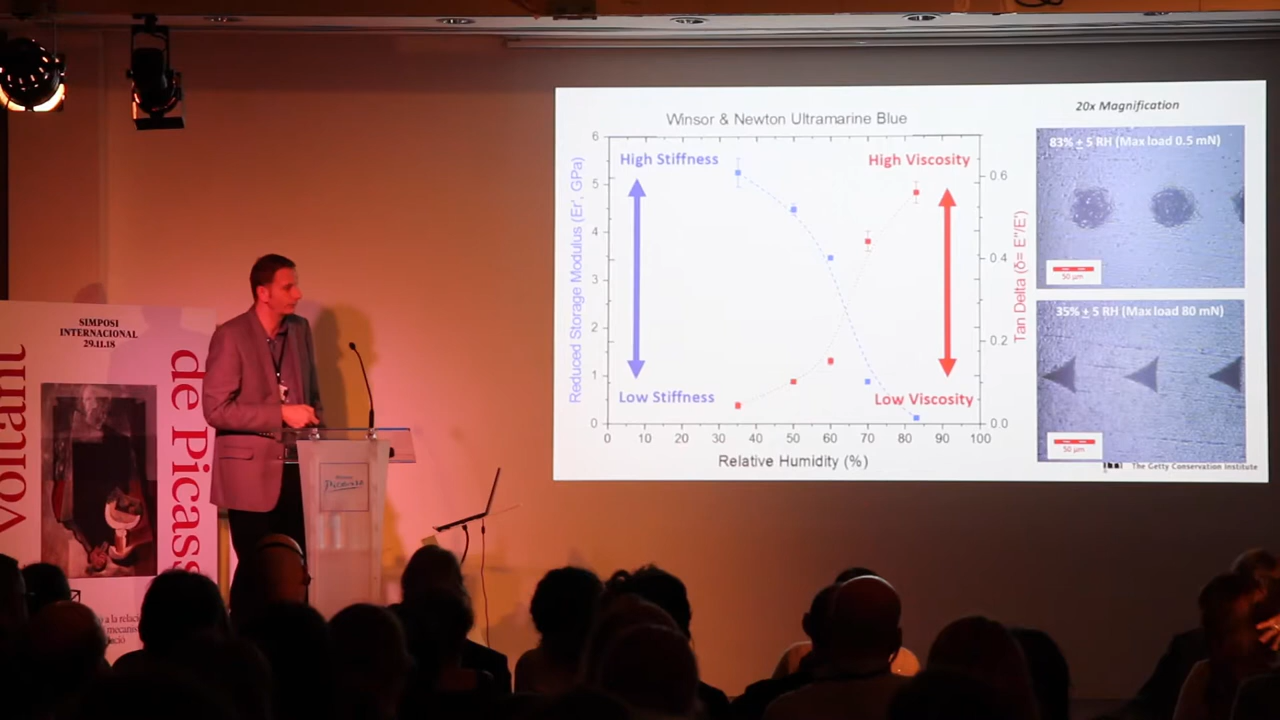 SIMPOSI
INTERNACIONAL
29.11.18
voltant
de Picass
a la relaci
mecanis
Winsor & Newton Ultramarine Blue
High Stiffness
Low Stiffness
High Viscosity
Low Viscosity
Reduced Storage Modulus (Er', GPa)
6
5
4
3
2
1
0
0 10 20 30 40 50 60 70 80 90 100
Relative Humidity (%)
0.6
0.4
0.2
0.0
Tan Delta (δ= E"/E')
20x Magnification
83% ± 5 RH (Max load 0.5 mN)
50 µm
35% ± 5 RH (Max load 80 mN)
50 µm
The Getty Conservation Institute